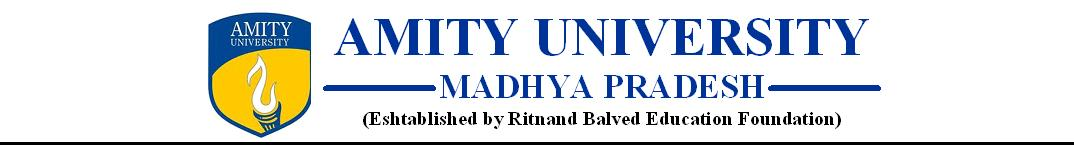 AMITY
UNIVERSITY
AMITY UNIVERSITY
MADHYA PRADESH
(Eshtablished by Ritnand Balved Education Foundation)